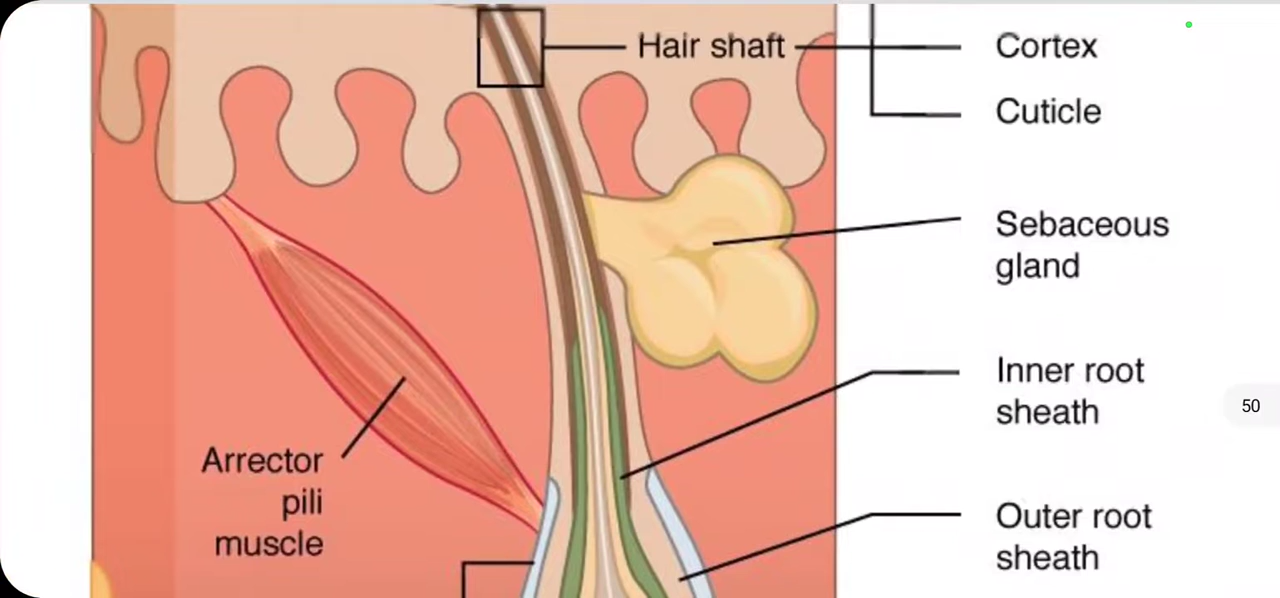 Hair shaft
Cortex
Cuticle
Sebaceous
gland
Inner root
sheath
50
Arrector
pili
muscle
Outer root
sheath